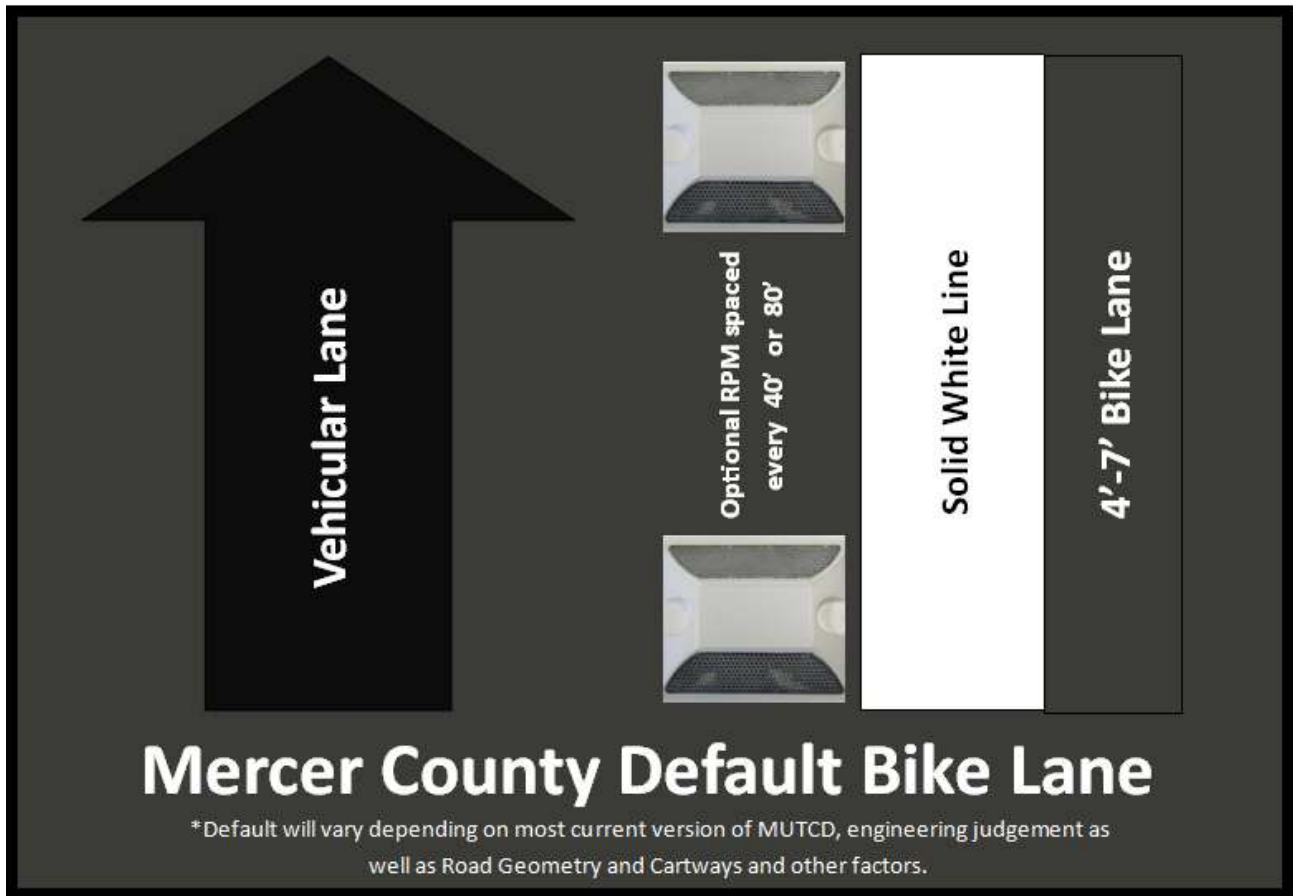 Vehicular Lane
Optional RPM spaced
every 40’ or 80’
Solid White Line
4’-7’ Bike Lane
Mercer County Default Bike Lane
*Default will vary depending on most current version of MUTCD, engineering judgement as
well as Road Geometry and Cartways and other factors.